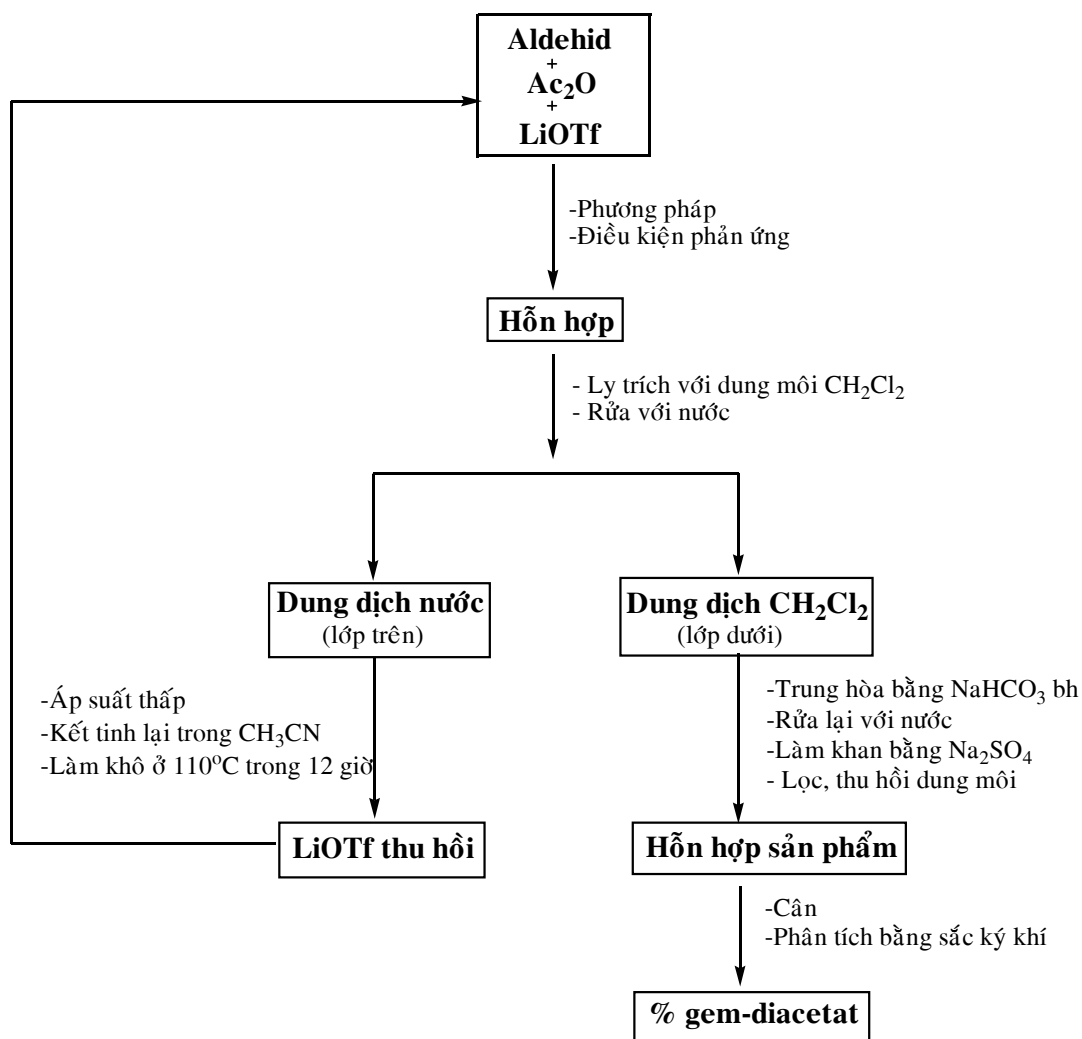 Aldehid
+
Ac₂O
+
LiOTf
-Phương pháp
-Điều kiện phản ứng
Hỗn hợp
- Ly trích với dung môi CH₂Cl₂
- Rửa với nước
Dung dịch nước
(lớp trên)
Dung dịch CH₂Cl₂
(lớp dưới)
-Áp suất thấp
-Kết tinh lại trong CH₃CN
-Làm khô ở 110°C trong 12 giờ
-Trung hòa bằng NaHCO₃ bh
-Rửa lại với nước
-Làm khan bằng Na₂SO₄
- Lọc, thu hồi dung môi
LiOTf thu hồi
Hỗn hợp sản phẩm
-Cân
-Phân tích bằng sắc ký khí
% gem-diacetat